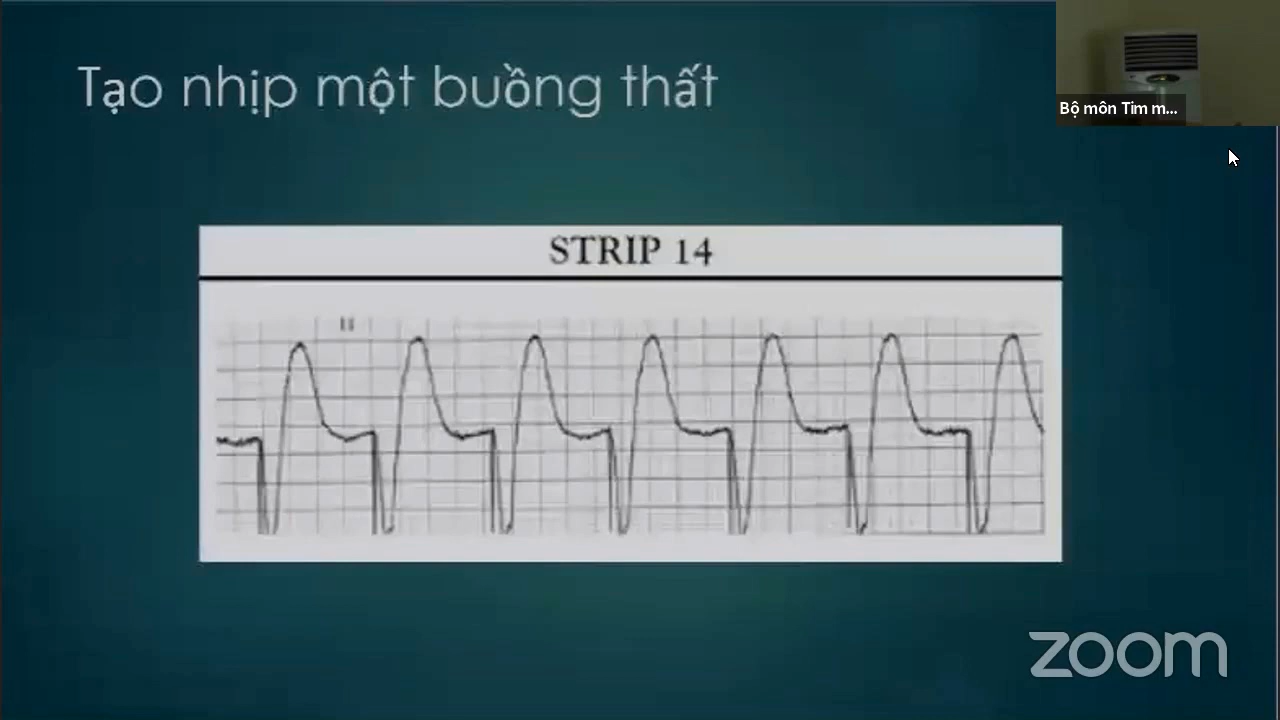 Tạo nhịp một buồng thất
Bộ môn Tim m...
STRIP 14
II
zoom